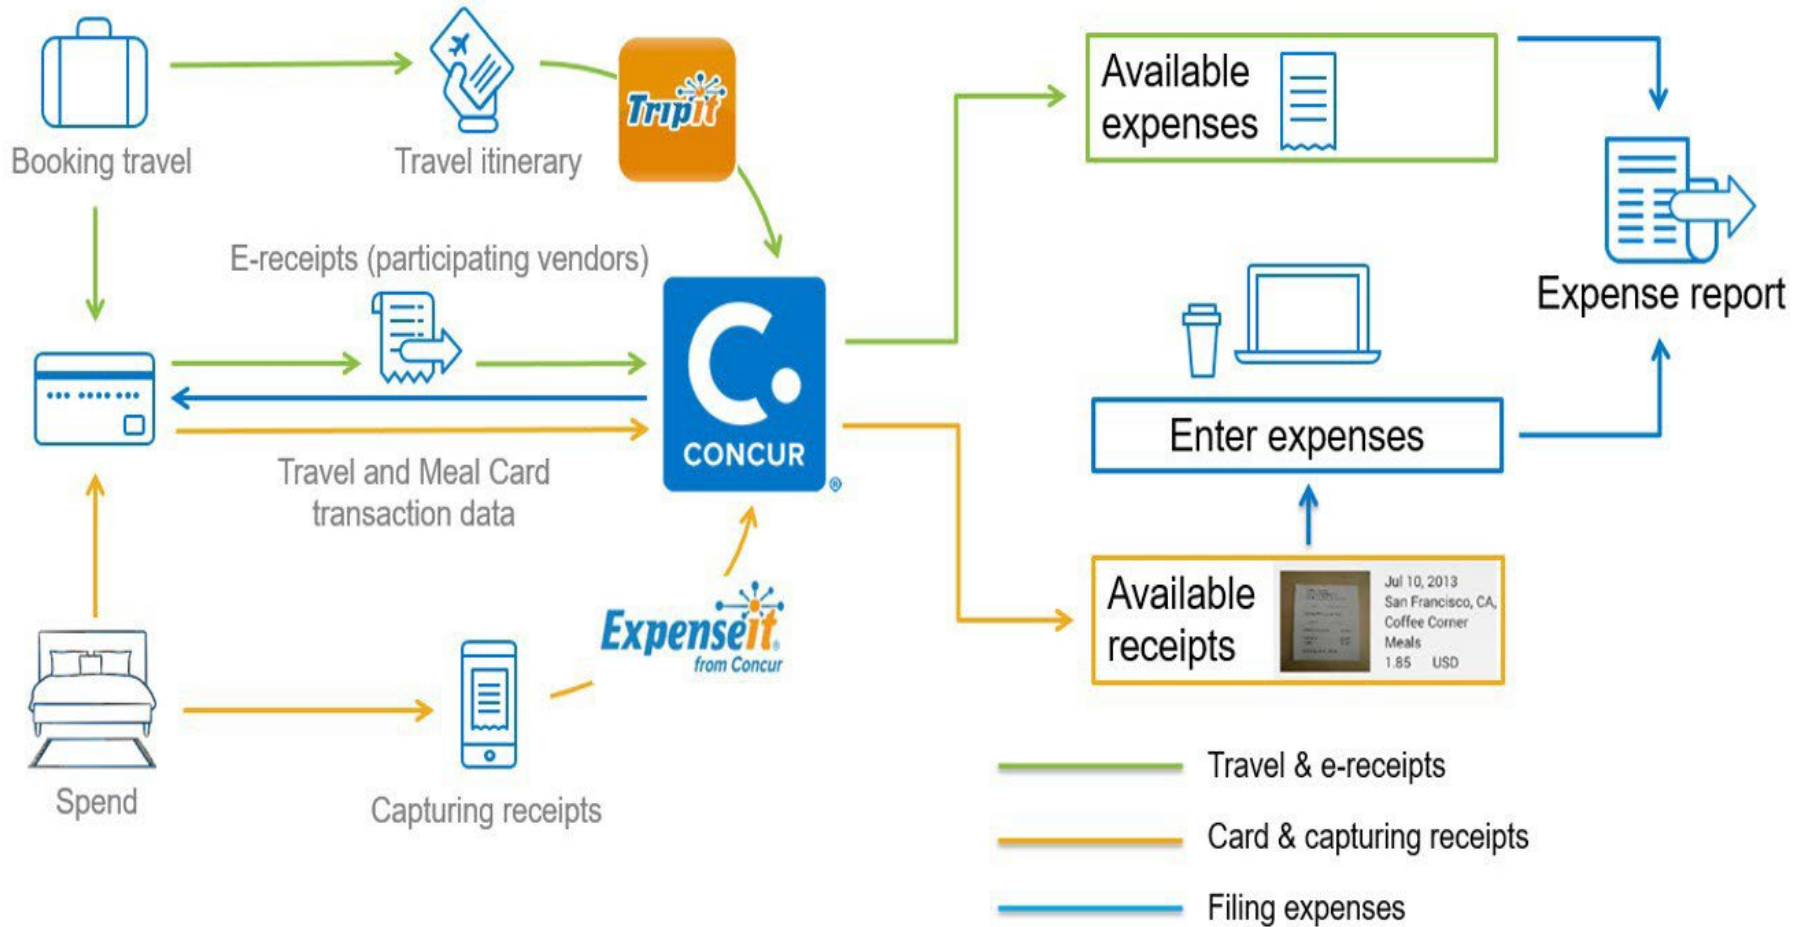 Booking travel
Travel itinerary
Tripit
E-receipts (participating vendors)
CONCUR
®
Travel and Meal Card
transaction data
Expenseit®
from Concur
Spend
Capturing receipts
Available
expenses
Expense report
Enter expenses
Available
receipts
Jul 10, 2013
San Francisco, CA,
Coffee Corner
Meals
1.85 USD
Travel & e-receipts
Card & capturing receipts
Filing expenses